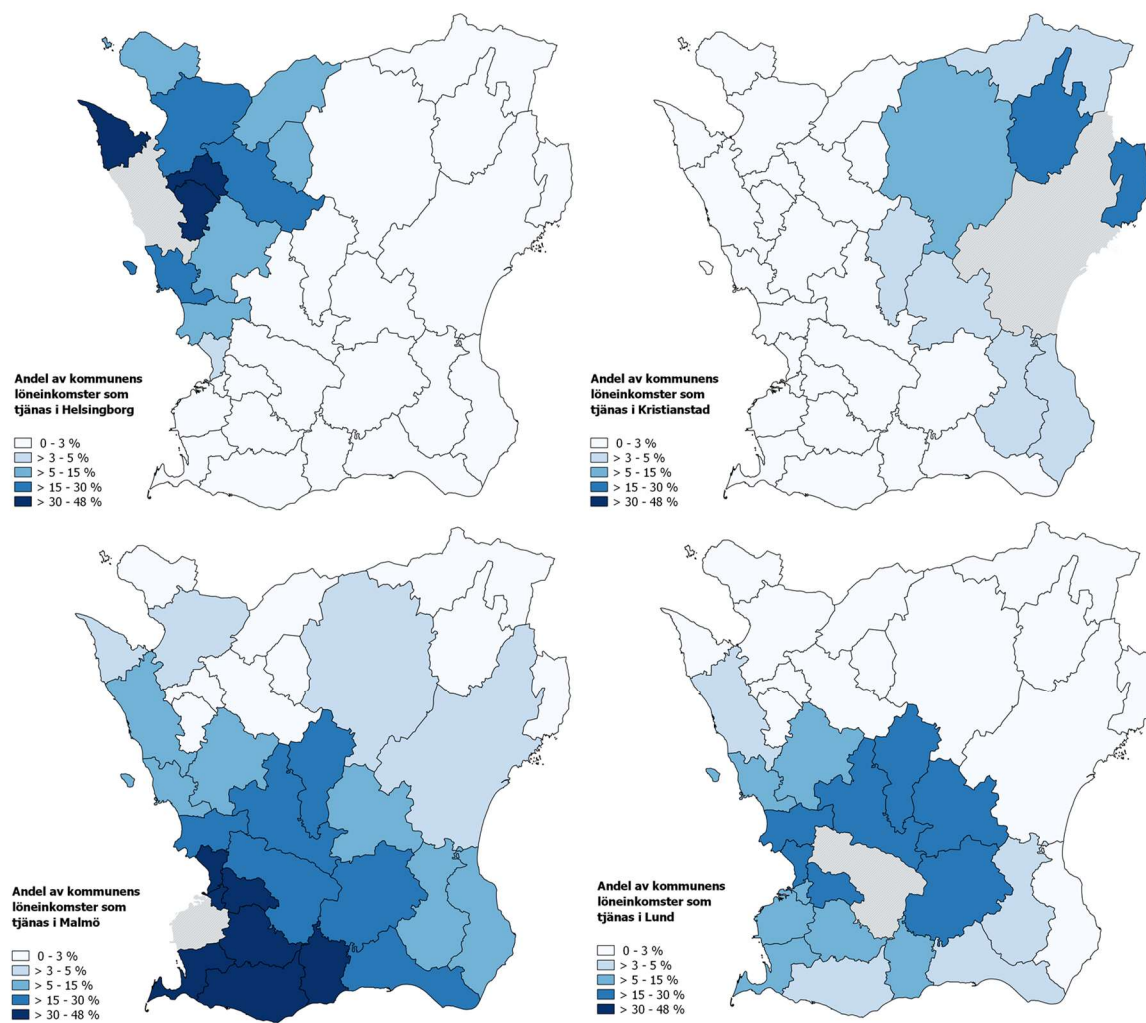 Andel av kommunens
löneinkomster som
tjänas i Helsingborg
0 - 3 %
> 3 - 5 %
> 5 - 15 %
> 15 - 30 %
> 30 - 48 %
Andel av kommunens
löneinkomster som
tjänas i Kristianstad
0 - 3 %
> 3 - 5 %
> 5 - 15 %
> 15 - 30 %
> 30 - 48 %
Andel av kommunens
löneinkomster som
tjänas i Malmö
0 - 3 %
> 3 - 5 %
> 5 - 15 %
> 15 - 30 %
> 30 - 48 %
Andel av kommunens
löneinkomster som
tjänas i Lund
0 - 3 %
> 3 - 5 %
> 5 - 15 %
> 15 - 30 %
> 30 - 48 %